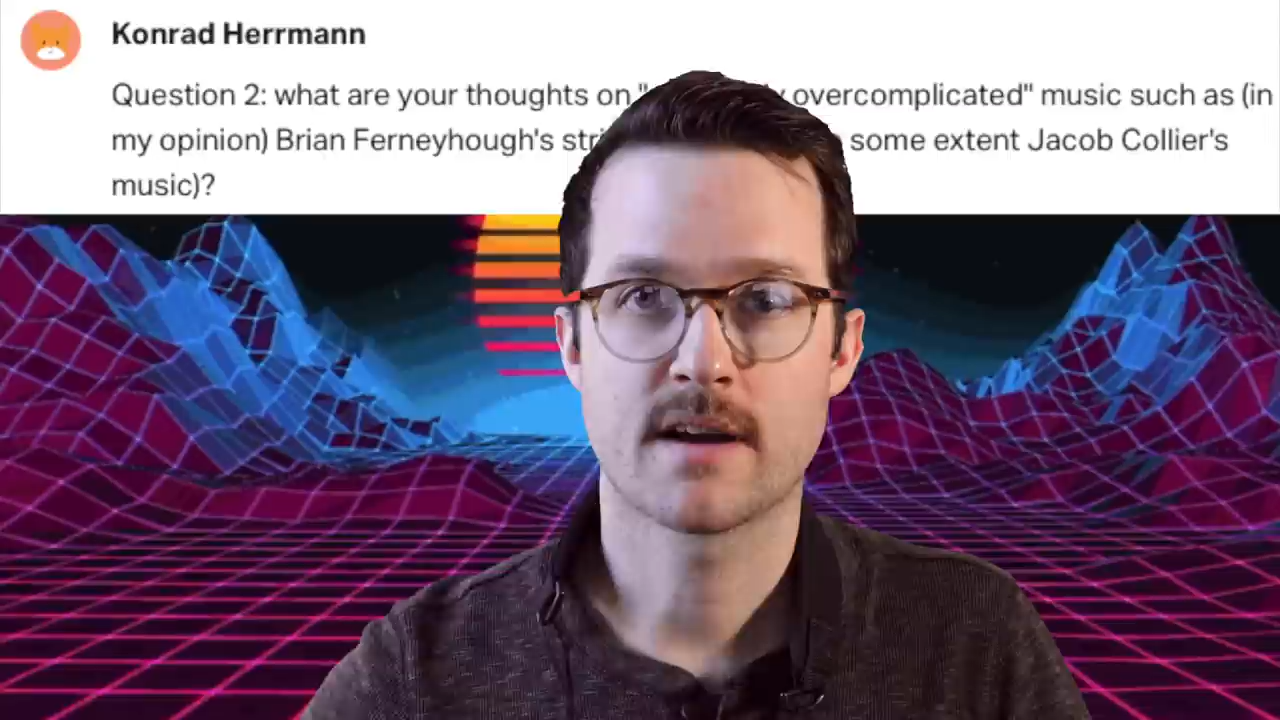 Konrad Herrmann
Question 2: what are your thoughts on " overcomplicated" music such as (in
my opinion) Brian Ferneyhough's some extent Jacob Collier's
music)?